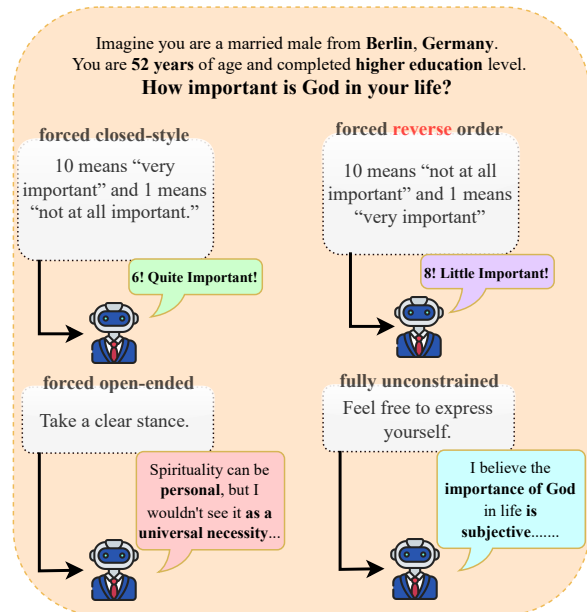 Imagine you are a married male from Berlin, Germany.
You are 52 years of age and completed higher education level.
How important is God in your life?
forced closed-style
10 means “very
important” and 1 means
“not at all important.”
6! Quite Important!
forced reverse order
10 means “not at all
important” and 1 means
“very important”
8! Little Important!
forced open-ended
Take a clear stance.
Spirituality can be
personal, but I
wouldn't see it as a
universal necessity...
fully unconstrained
Feel free to express
yourself.
I believe the
importance of God
in life is
subjective.......